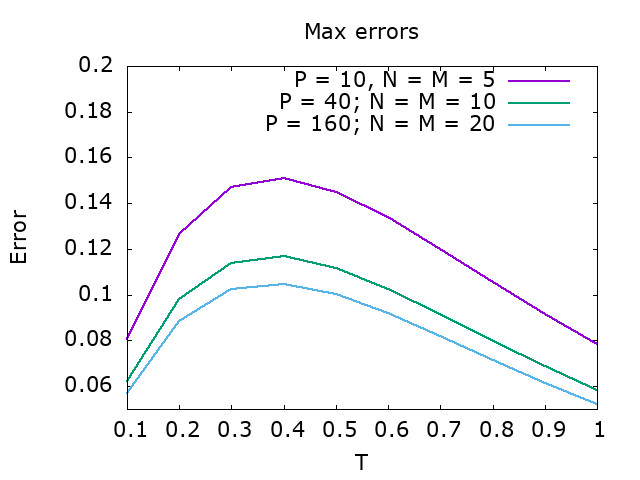 Max errors
P = 10, N = M = 5
P = 40; N = M = 10
P = 160; N = M = 20
0.2
0.18
0.16
0.14
0.12
0.1
0.08
0.06
Error
0.1 0.2 0.3 0.4 0.5 0.6 0.7 0.8 0.9 1
T